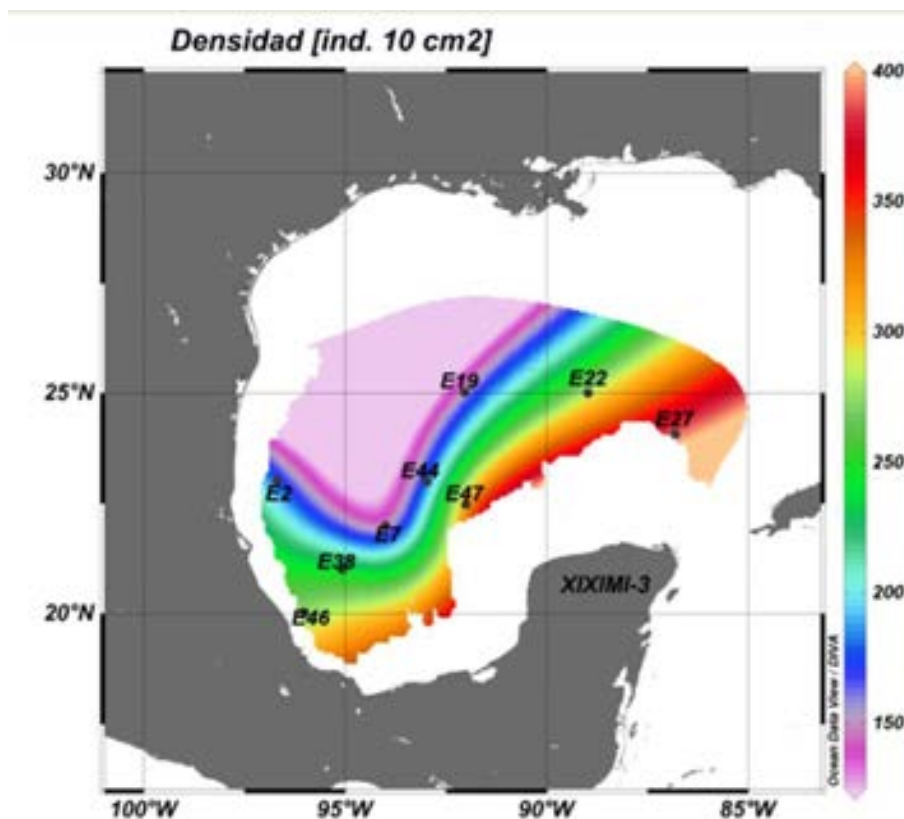 Densidad [ind. 10 cm2]
400
30°N
350
300
E19
E22
25°N
E27
250
E44
E2
E47
E7
200
E38
XIXIMI-3
20°N
E46
150
Ocean Data View / DIVA
100°W
95°W
90°W
85°W